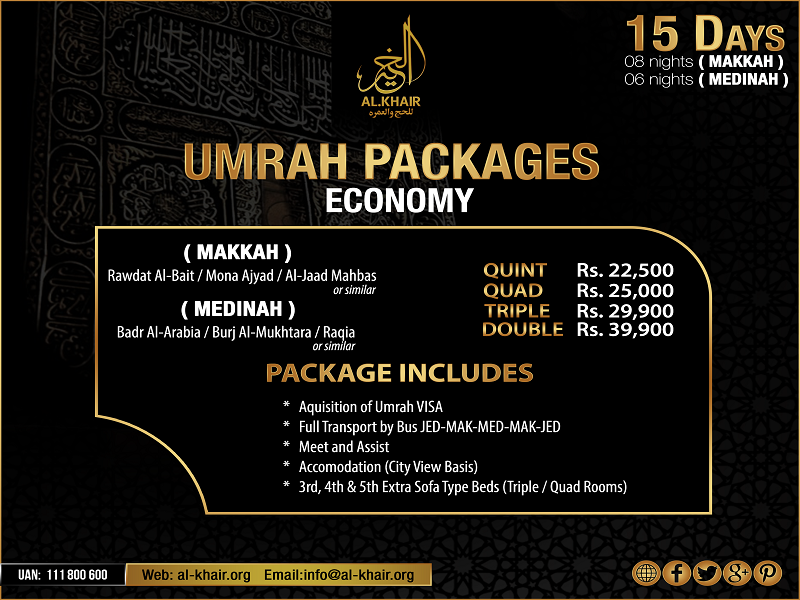 15 DAYS
08 nights ( MAKKAH )
06 nights ( MEDINAH )
الخير
AL.KHAIR
للحج والعمره
UMRAH PACKAGES
ECONOMY
( MAKKAH )
Rawdat Al-Bait / Mona Ajyad / Al-Jaad Mahbas
or similar
( MEDINAH )
Badr Al-Arabia / Burj Al-Mukhtara / Raqia
or similar
QUINT Rs. 22,500
QUAD Rs. 25,000
TRIPLE Rs. 29,900
DOUBLE Rs. 39,900
PACKAGE INCLUDES
* Aquisition of Umrah VISA
* Full Transport by Bus JED-MAK-MED-MAK-JED
* Meet and Assist
* Accomodation (City View Basis)
* 3rd, 4th & 5th Extra Sofa Type Beds (Triple / Quad Rooms)
UAN: 111 800 600
Web: al-khair.org Email:info@al-khair.org